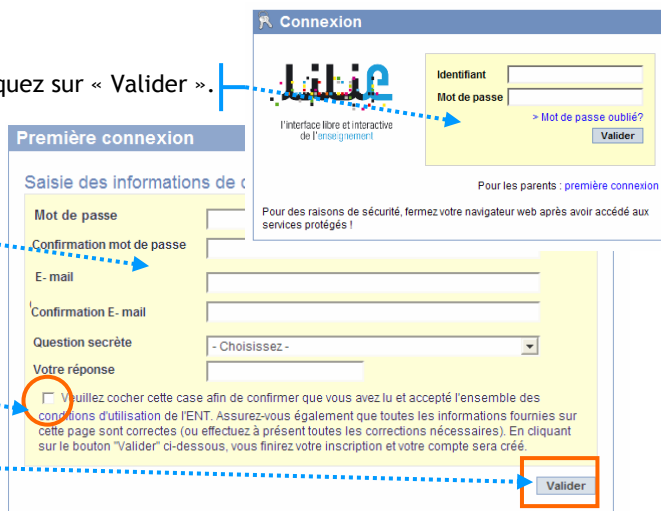 quez sur « Valider ».
Connexion
LiLie
l'interface libre et interactive
de l'enseignement
Identifiant
Mot de passe
> Mot de passe oublié?
Valider
Pour les parents : première connexion
Pour des raisons de sécurité, fermez votre navigateur web après avoir accédé aux
services protégés !
Première connexion
Saisie des informations de
Mot de passe
Confirmation mot de passe
E- mail
Confirmation E- mail
Question secrète
- Choisissez -
Votre réponse
Veuillez cocher cette case afin de confirmer que vous avez lu et accepté l'ensemble des
conditions d'utilisation de l'ENT. Assurez-vous également que toutes les informations fournies sur
cette page sont correctes (ou effectuez à présent toutes les corrections nécessaires). En cliquant
sur le bouton "Valider" ci-dessous, vous finirez votre inscription et votre compte sera créé.
Valider